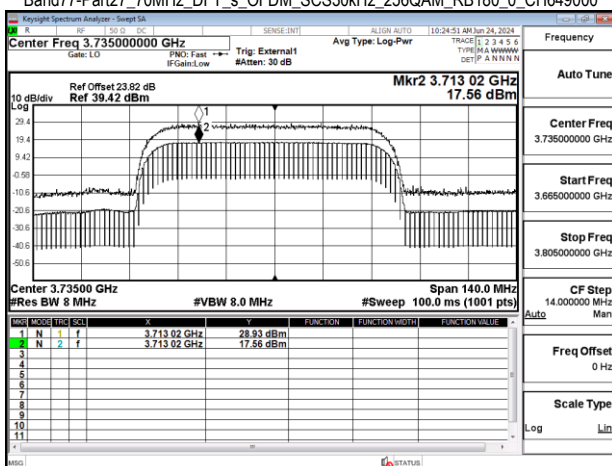 Band77-Part27_70MHz_DFT_s_OFDM_SCS30kHz_256QAM_RB180_0_CH649000
Keysight Spectrum Analyzer - Swept SA
R RF 50 Ω DC SENSE:INT ALIGN AUTO 10:24:51 AM Jun 24, 2024
Center Freq 3.735000000 GHz
Gate: LO
PNO: Fast
IFGain:Low
Trig: External1
#Atten: 30 dB
Avg Type: Log-Pwr
TRACE 1 2 3 4 5 6
TYPE M A W W W W W
DET P A N N N N
Ref Offset 23.82 dB
10 dB/div Ref 39.42 dBm
Log
Mkr2 3.713 02 GHz
17.56 dBm
1
2
29.4
19.4
9.42
-0.58
-10.6
-20.6
-30.6
-40.6
-50.6
Center 3.73500 GHz
Span 140.0 MHz
#Res BW 8 MHz
#VBW 8.0 MHz
#Sweep 100.0 ms (1001 pts)
MKR MODE TRC SCL X Y FUNCTION FUNCTION WIDTH FUNCTION VALUE
1 N 1 f 3.713 02 GHz 28.93 dBm
2 N 2 f 3.713 02 GHz 17.56 dBm
3
4
5
6
7
8
9
10
11
MSG
STATUS
Frequency
Auto Tune
Center Freq
3.735000000 GHz
Start Freq
3.665000000 GHz
Stop Freq
3.805000000 GHz
CF Step
14.000000 MHz
Auto Man
Freq Offset
0 Hz
Scale Type
Log Lin